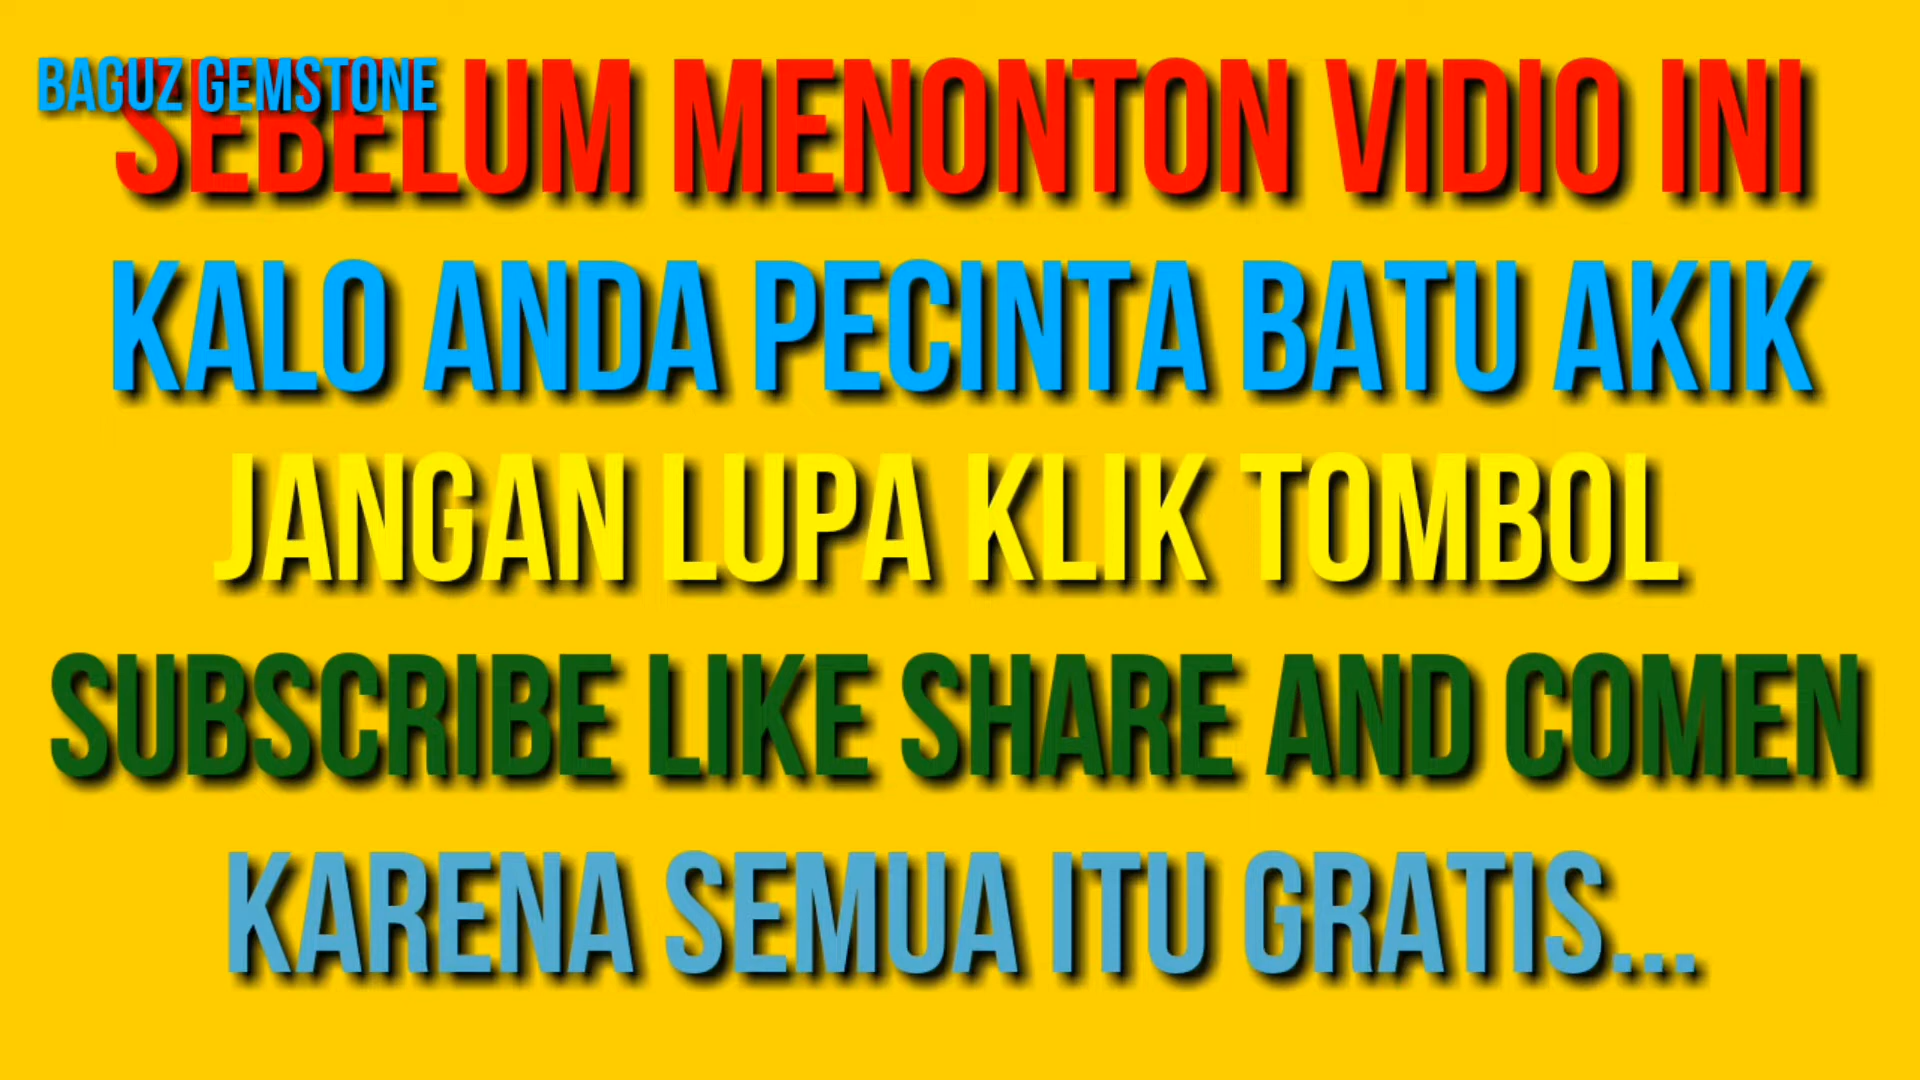 BAGUZ GEMSTONE
SEBELUM MENONTON VIDIO INI
KALO ANDA PECINTA BATU AKIK
JANGAN LUPA KLIK TOMBOL
SUBSCRIBE LIKE SHARE AND COMEN
KARENA SEMUA ITU GRATIS...